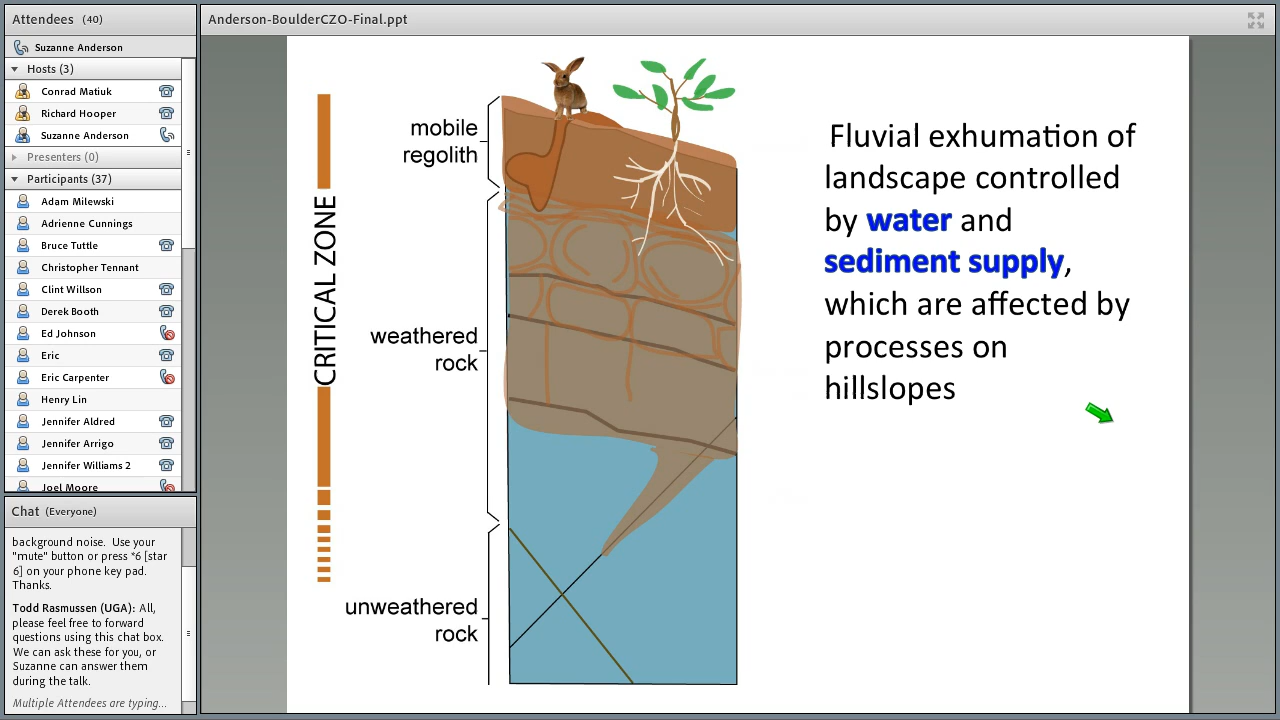 Attendees (40)
Suzanne Anderson
Hosts (3)
Conrad Matiuk
Richard Hooper
Suzanne Anderson
Presenters (0)
Participants (37)
Adam Milewski
Adrienne Cunnings
Bruce Tuttle
Christopher Tennant
Clint Willson
Derek Booth
Ed Johnson
Eric
Eric Carpenter
Henry Lin
Jennifer Aldred
Jennifer Arrigo
Jennifer Williams 2
Joel Moore
Chat (Everyone)
background noise. Use your
"mute" button or press *6 [star
6] on your phone key pad.
Thanks.
Todd Rasmussen (UGA): All,
please feel free to forward
questions using this chat box.
We can ask these for you, or
Suzanne can answer them
during the talk.
Multiple Attendees are typing...
Anderson-BoulderCZO-Final.ppt
CRITICAL ZONE
mobile
regolith
weathered
rock
unweathered
rock
Fluvial exhumation of
landscape controlled
by water and
sediment supply,
which are affected by
processes on
hillslopes